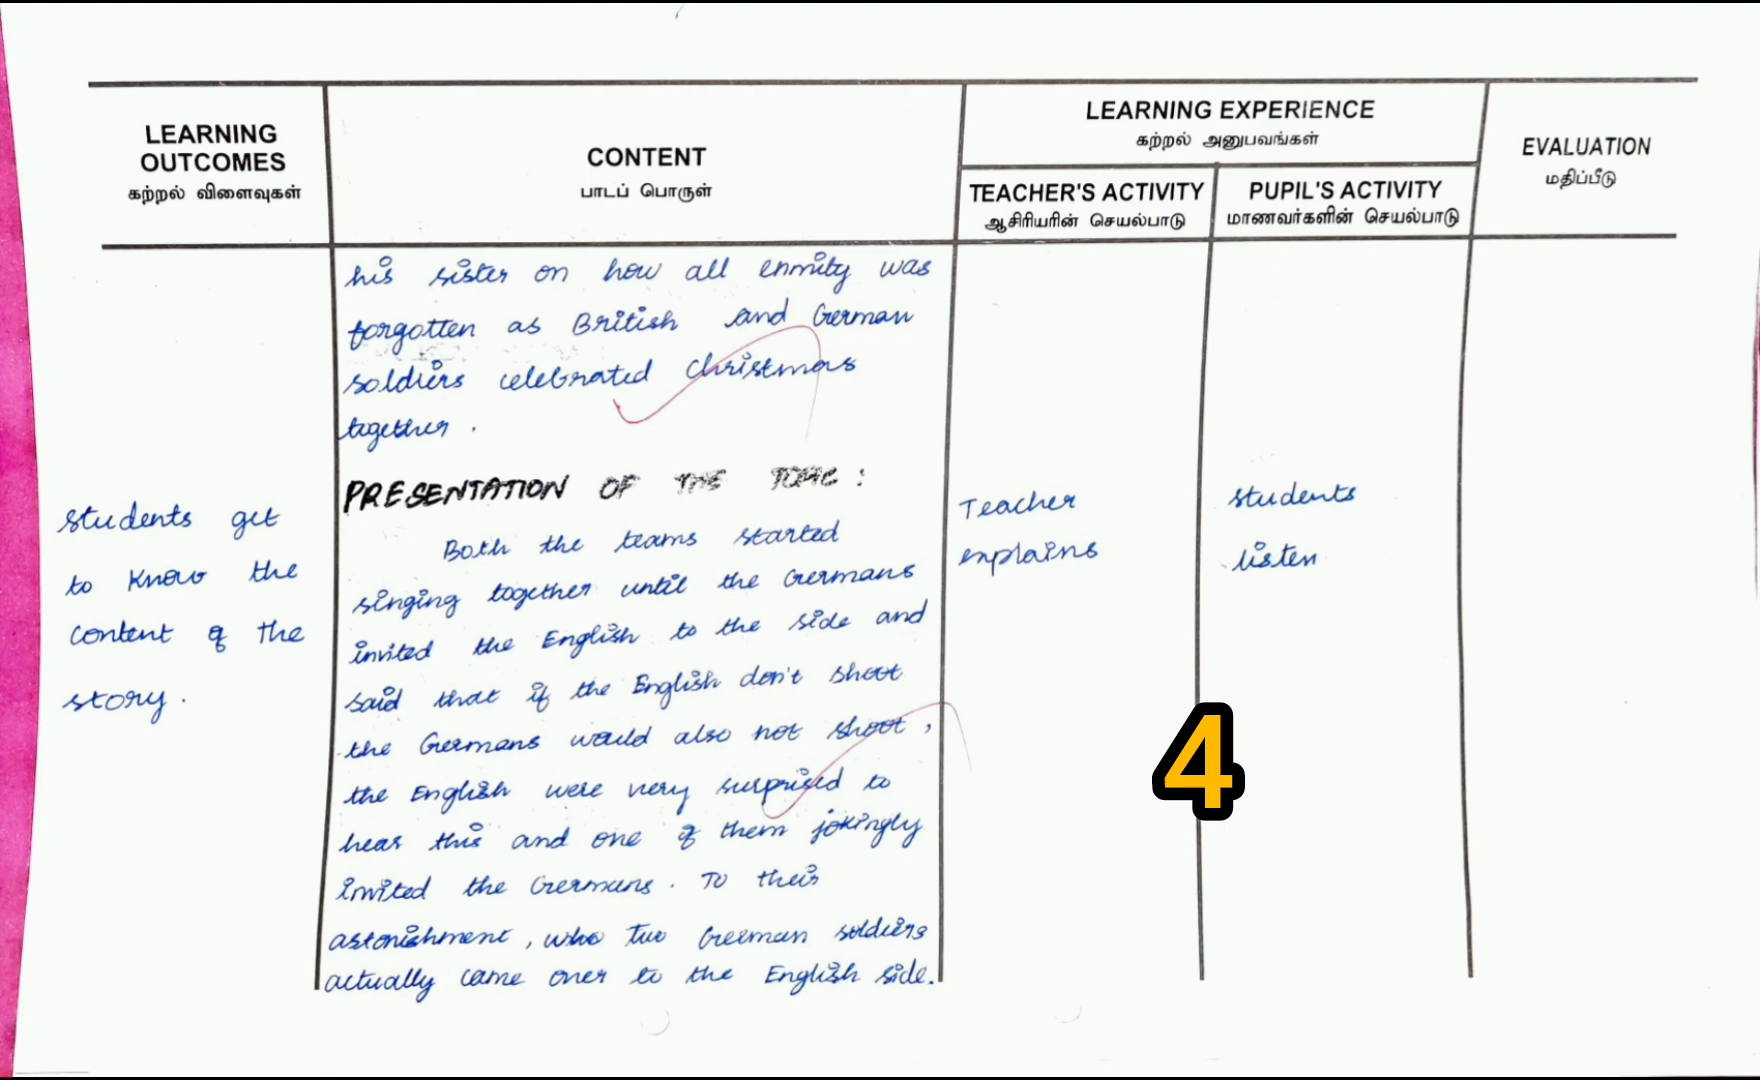 LEARNING
OUTCOMES
கற்றல் விளைவுகள்
CONTENT
பாடப் பொருள்
LEARNING EXPERIENCE
கற்றல் அனுபவங்கள்
TEACHER'S ACTIVITY
ஆசிரியரின் செயல்பாடு
PUPIL'S ACTIVITY
மாணவர்களின் செயல்பாடு
EVALUATION
மதிப்பீடு
his sister on how all enmity was
forgotten as British and German
soldiers celebrated christmas
together .
PRESENTATION OF THE TOPIC :
Both the teams started
singing together until the Germans
invited the English to the side and
said that if the English don't shoot
the Germans would also not shoot,
the English were very surprised to
hear this and one of them jokingly
invited the Germans . To their
astonishment, who two German soldiers
actually came over to the English side.
students get
to know the
content of the
story .
Teacher
explains
students
listen
4